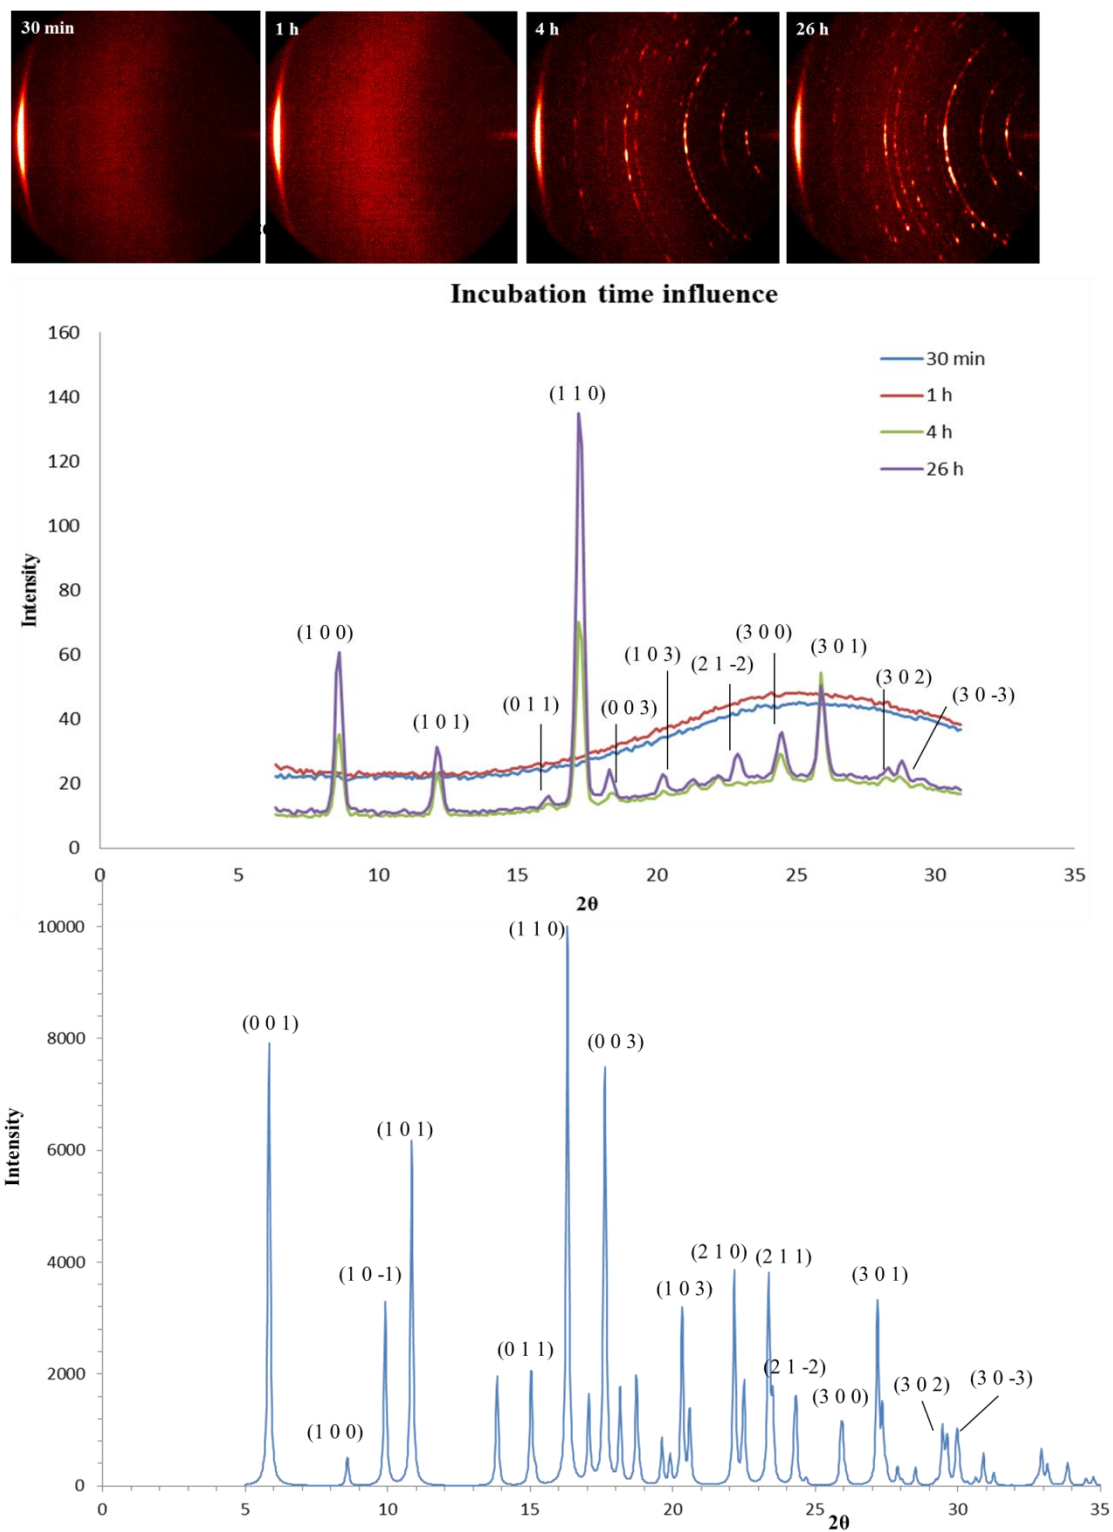 30 min
1 h
4 h
26 h
Incubation time influence
160
140
120
100
80
60
40
20
0
Intensity
30 min
1 h
4 h
26 h
(1 0 0)
(1 0 1)
(0 1 1)
(1 1 0)
(0 0 3)
(1 0 3)
(2 1 -2)
(3 0 0)
(3 0 1)
(3 0 2)
(3 0 -3)
0 5 10 15 20 25 30 35
2θ
10000
8000
6000
4000
2000
0
Intensity
(0 0 1)
(1 0 0)
(1 0 -1)
(1 0 1)
(0 1 1)
(1 1 0)
(0 0 3)
(1 0 3)
(2 1 0)
(2 1 1)
(2 1 -2)
(3 0 0)
(3 0 1)
(3 0 2)
(3 0 -3)
0 5 10 15 20 25 30 35
2θ